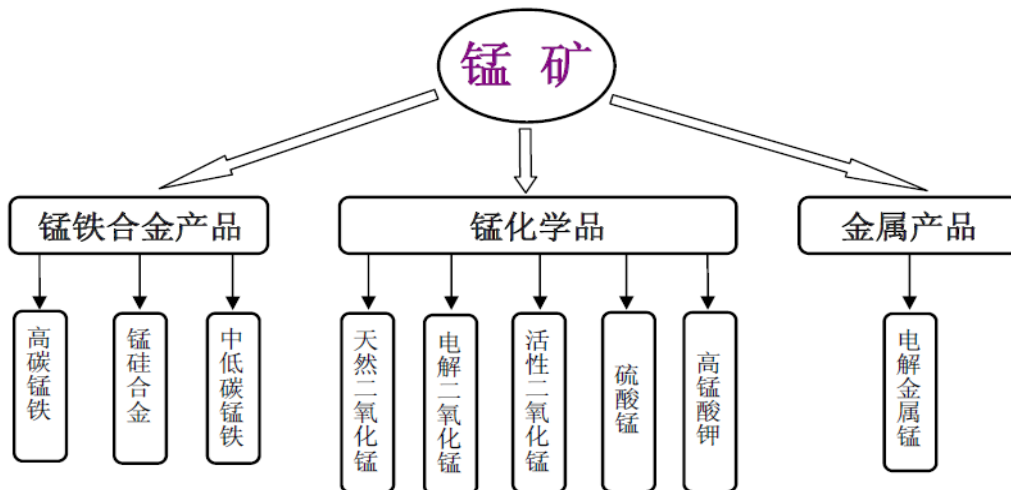 锰 矿
锰铁合金产品
锰化学品
金属产品
高碳锰铁
锰硅合金
中低碳锰铁
天然二氧化锰
电解二氧化锰
活性二氧化锰
硫酸锰
高锰酸钾
电解金属锰